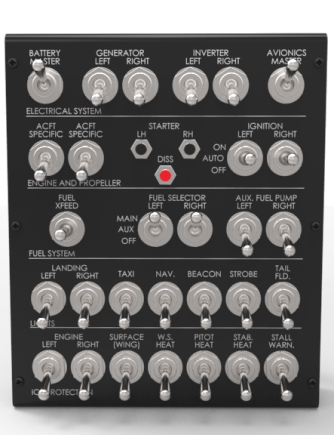 BATTERY MASTER
GENERATOR
LEFT RIGHT
INVERTER
LEFT RIGHT
AVIONICS MASTER
ELECTRICAL SYSTEM
ACFT SPECIFIC
ACFT SPECIFIC
STARTER
LH
RH
DISS
IGNITION
LEFT RIGHT
ON
AUTO
OFF
ENGINE AND PROPELLER
FUEL XFEED
FUEL SELECTOR
LEFT RIGHT
MAIN
AUX
OFF
AUX. FUEL PUMP
LEFT RIGHT
FUEL SYSTEM
LANDING
LEFT RIGHT
TAXI
NAV.
BEACON
STROBE
TAIL FLD.
LIGHTS
ENGINE
LEFT RIGHT
SURFACE (WING)
W.S. HEAT
PITOT HEAT
STAB. HEAT
STALL WARN.
ICE PROTECTION